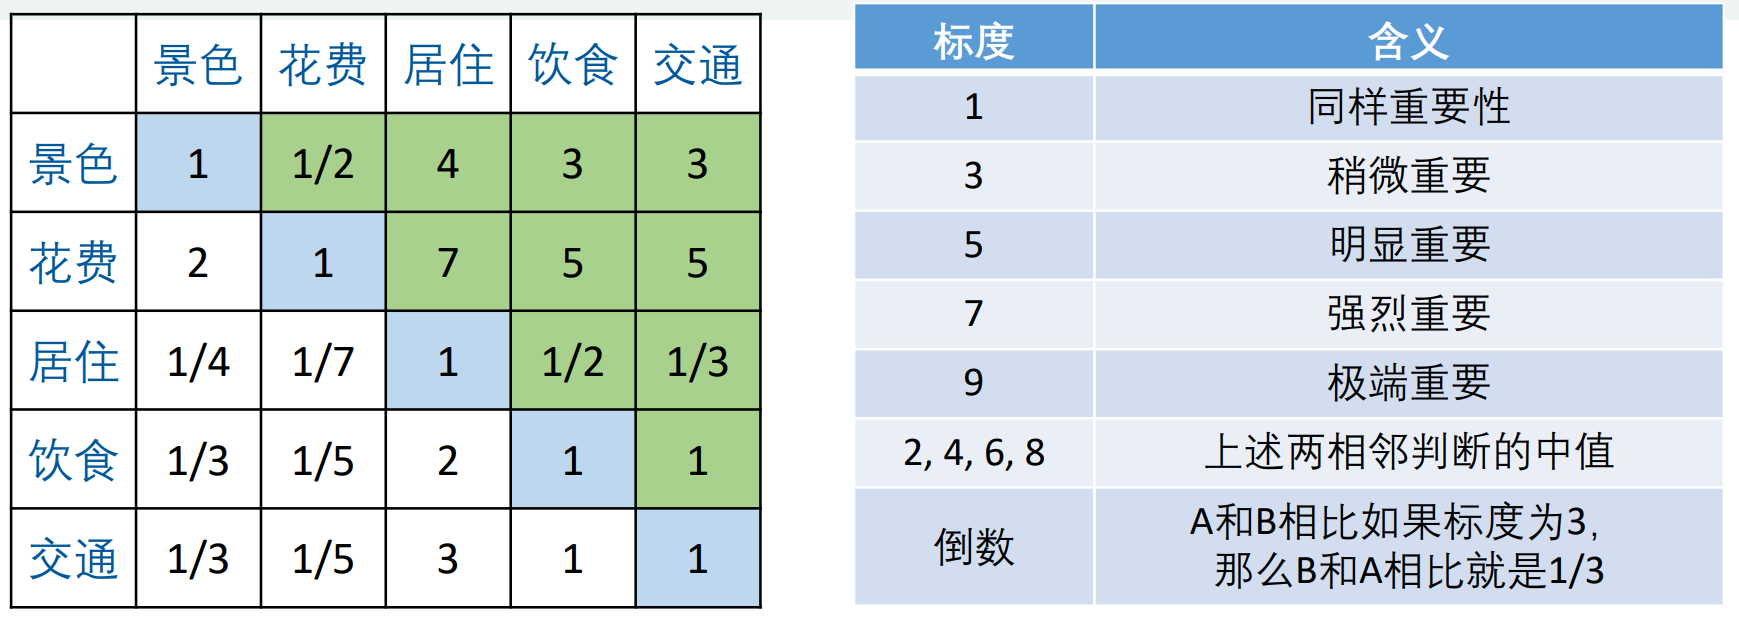 景色 花费 居住 饮食 交通
景色 1 1/2 4 3 3
花费 2 1 7 5 5
居住 1/4 1/7 1 1/2 1/3
饮食 1/3 1/5 2 1 1
交通 1/3 1/5 3 1 1
标度 含义
1 同样重要性
3 稍微重要
5 明显重要
7 强烈重要
9 极端重要
2, 4, 6, 8 上述两相邻判断的中值
倒数 A和B相比如果标度为3,
那么B和A相比就是1/3